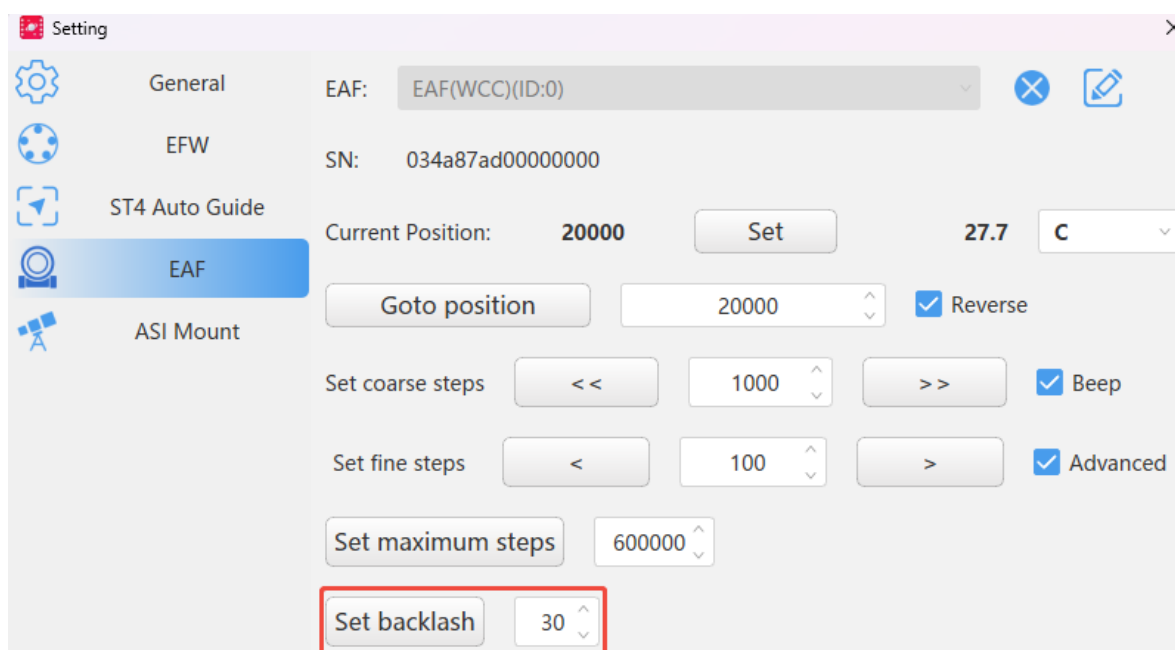 Setting
General
EFW
ST4 Auto Guide
EAF
ASI Mount
EAF: EAF(WCC)(ID:0)
SN: 034a87ad00000000
Current Position: 20000 Set 27.7 C
Goto position 20000 Reverse
Set coarse steps << 1000 >> Beep
Set fine steps < 100 > Advanced
Set maximum steps 600000
Set backlash 30